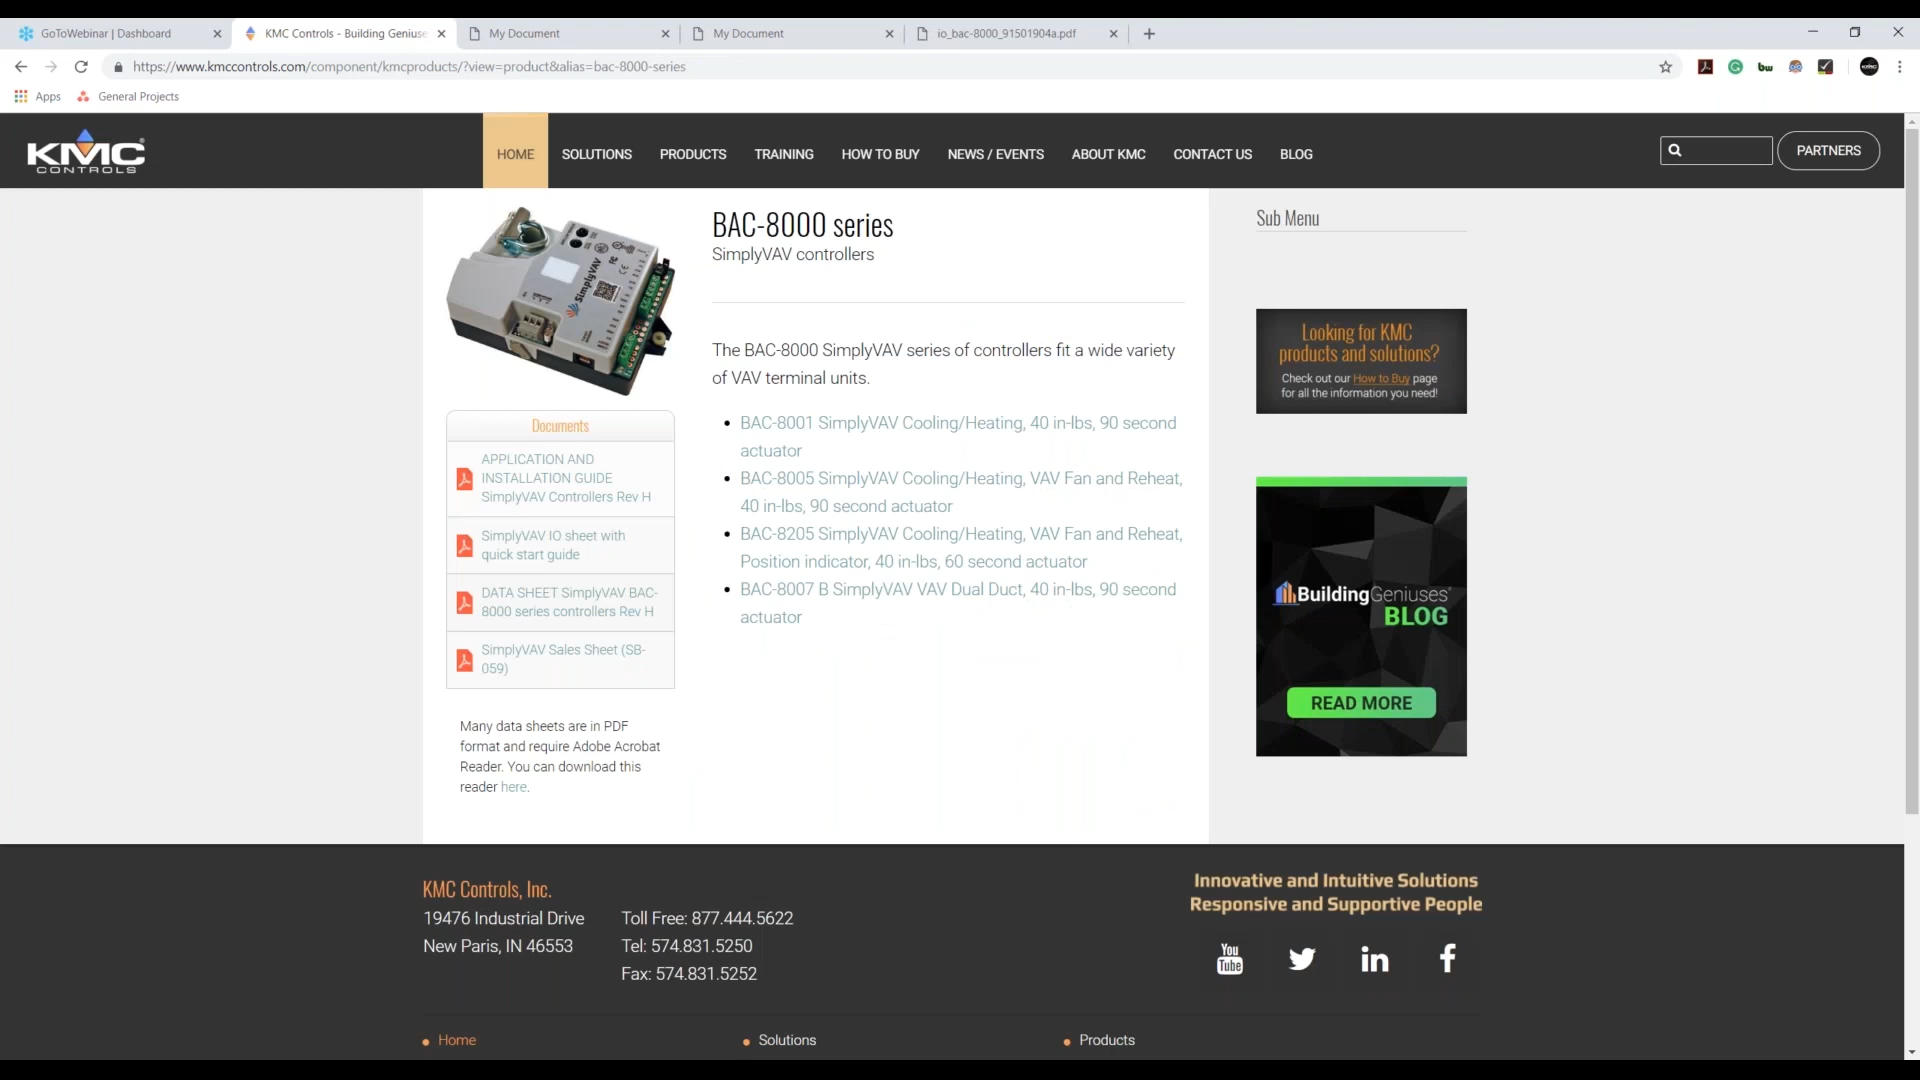 GoToWebinar | Dashboard
KMC Controls - Building Geniuse
My Document
My Document
io_bac-8000_91501904a.pdf
https://www.kmccontrols.com/component/kmcproducts/?view=product&alias=bac-8000-series
Apps
General Projects
KMC CONTROLS
HOME
SOLUTIONS
PRODUCTS
TRAINING
HOW TO BUY
NEWS / EVENTS
ABOUT KMC
CONTACT US
BLOG
PARTNERS
SimplyVAV
BAC-8000 series
SimplyVAV controllers
The BAC-8000 SimplyVAV series of controllers fit a wide variety
of VAV terminal units.
BAC-8001 SimplyVAV Cooling/Heating, 40 in-lbs, 90 second
actuator
BAC-8005 SimplyVAV Cooling/Heating, VAV Fan and Reheat,
40 in-lbs, 90 second actuator
BAC-8205 SimplyVAV Cooling/Heating, VAV Fan and Reheat,
Position indicator, 40 in-lbs, 60 second actuator
BAC-8007 B SimplyVAV VAV Dual Duct, 40 in-lbs, 90 second
actuator
Documents
APPLICATION AND
INSTALLATION GUIDE
SimplyVAV Controllers Rev H
SimplyVAV IO sheet with
quick start guide
DATA SHEET SimplyVAV BAC-
8000 series controllers Rev H
SimplyVAV Sales Sheet (SB-
059)
Many data sheets are in PDF
format and require Adobe Acrobat
Reader. You can download this
reader here.
Sub Menu
Looking for KMC
products and solutions?
Check out our How to Buy page
for all the information you need!
BuildingGeniuses®
BLOG
READ MORE
KMC Controls, Inc.
19476 Industrial Drive
New Paris, IN 46553
Toll Free: 877.444.5622
Tel: 574.831.5250
Fax: 574.831.5252
Innovative and Intuitive Solutions
Responsive and Supportive People
You
Tube
Home
Solutions
Products